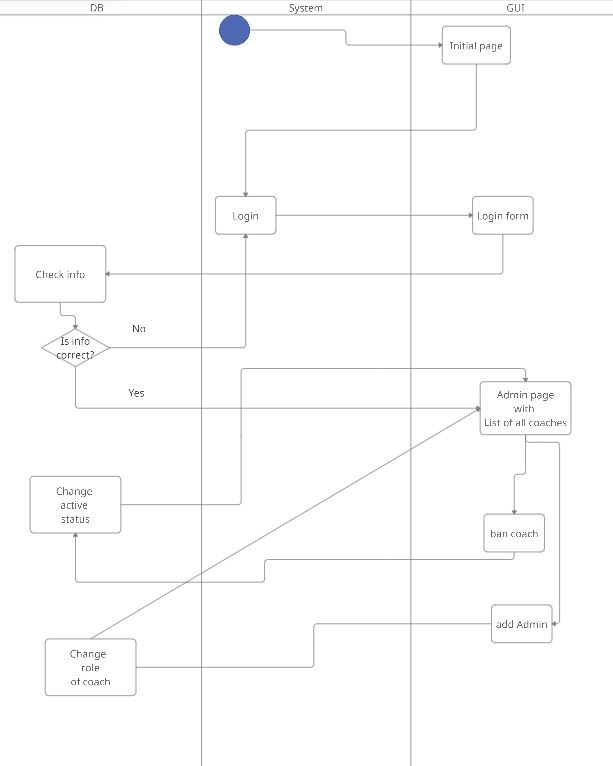 DB
System
GUI
Initial page
Login
Login form
Check info
No
Is info
correct?
Yes
Admin page
with
List of all coaches
Change
active
status
ban coach
add Admin
Change
role
of coach